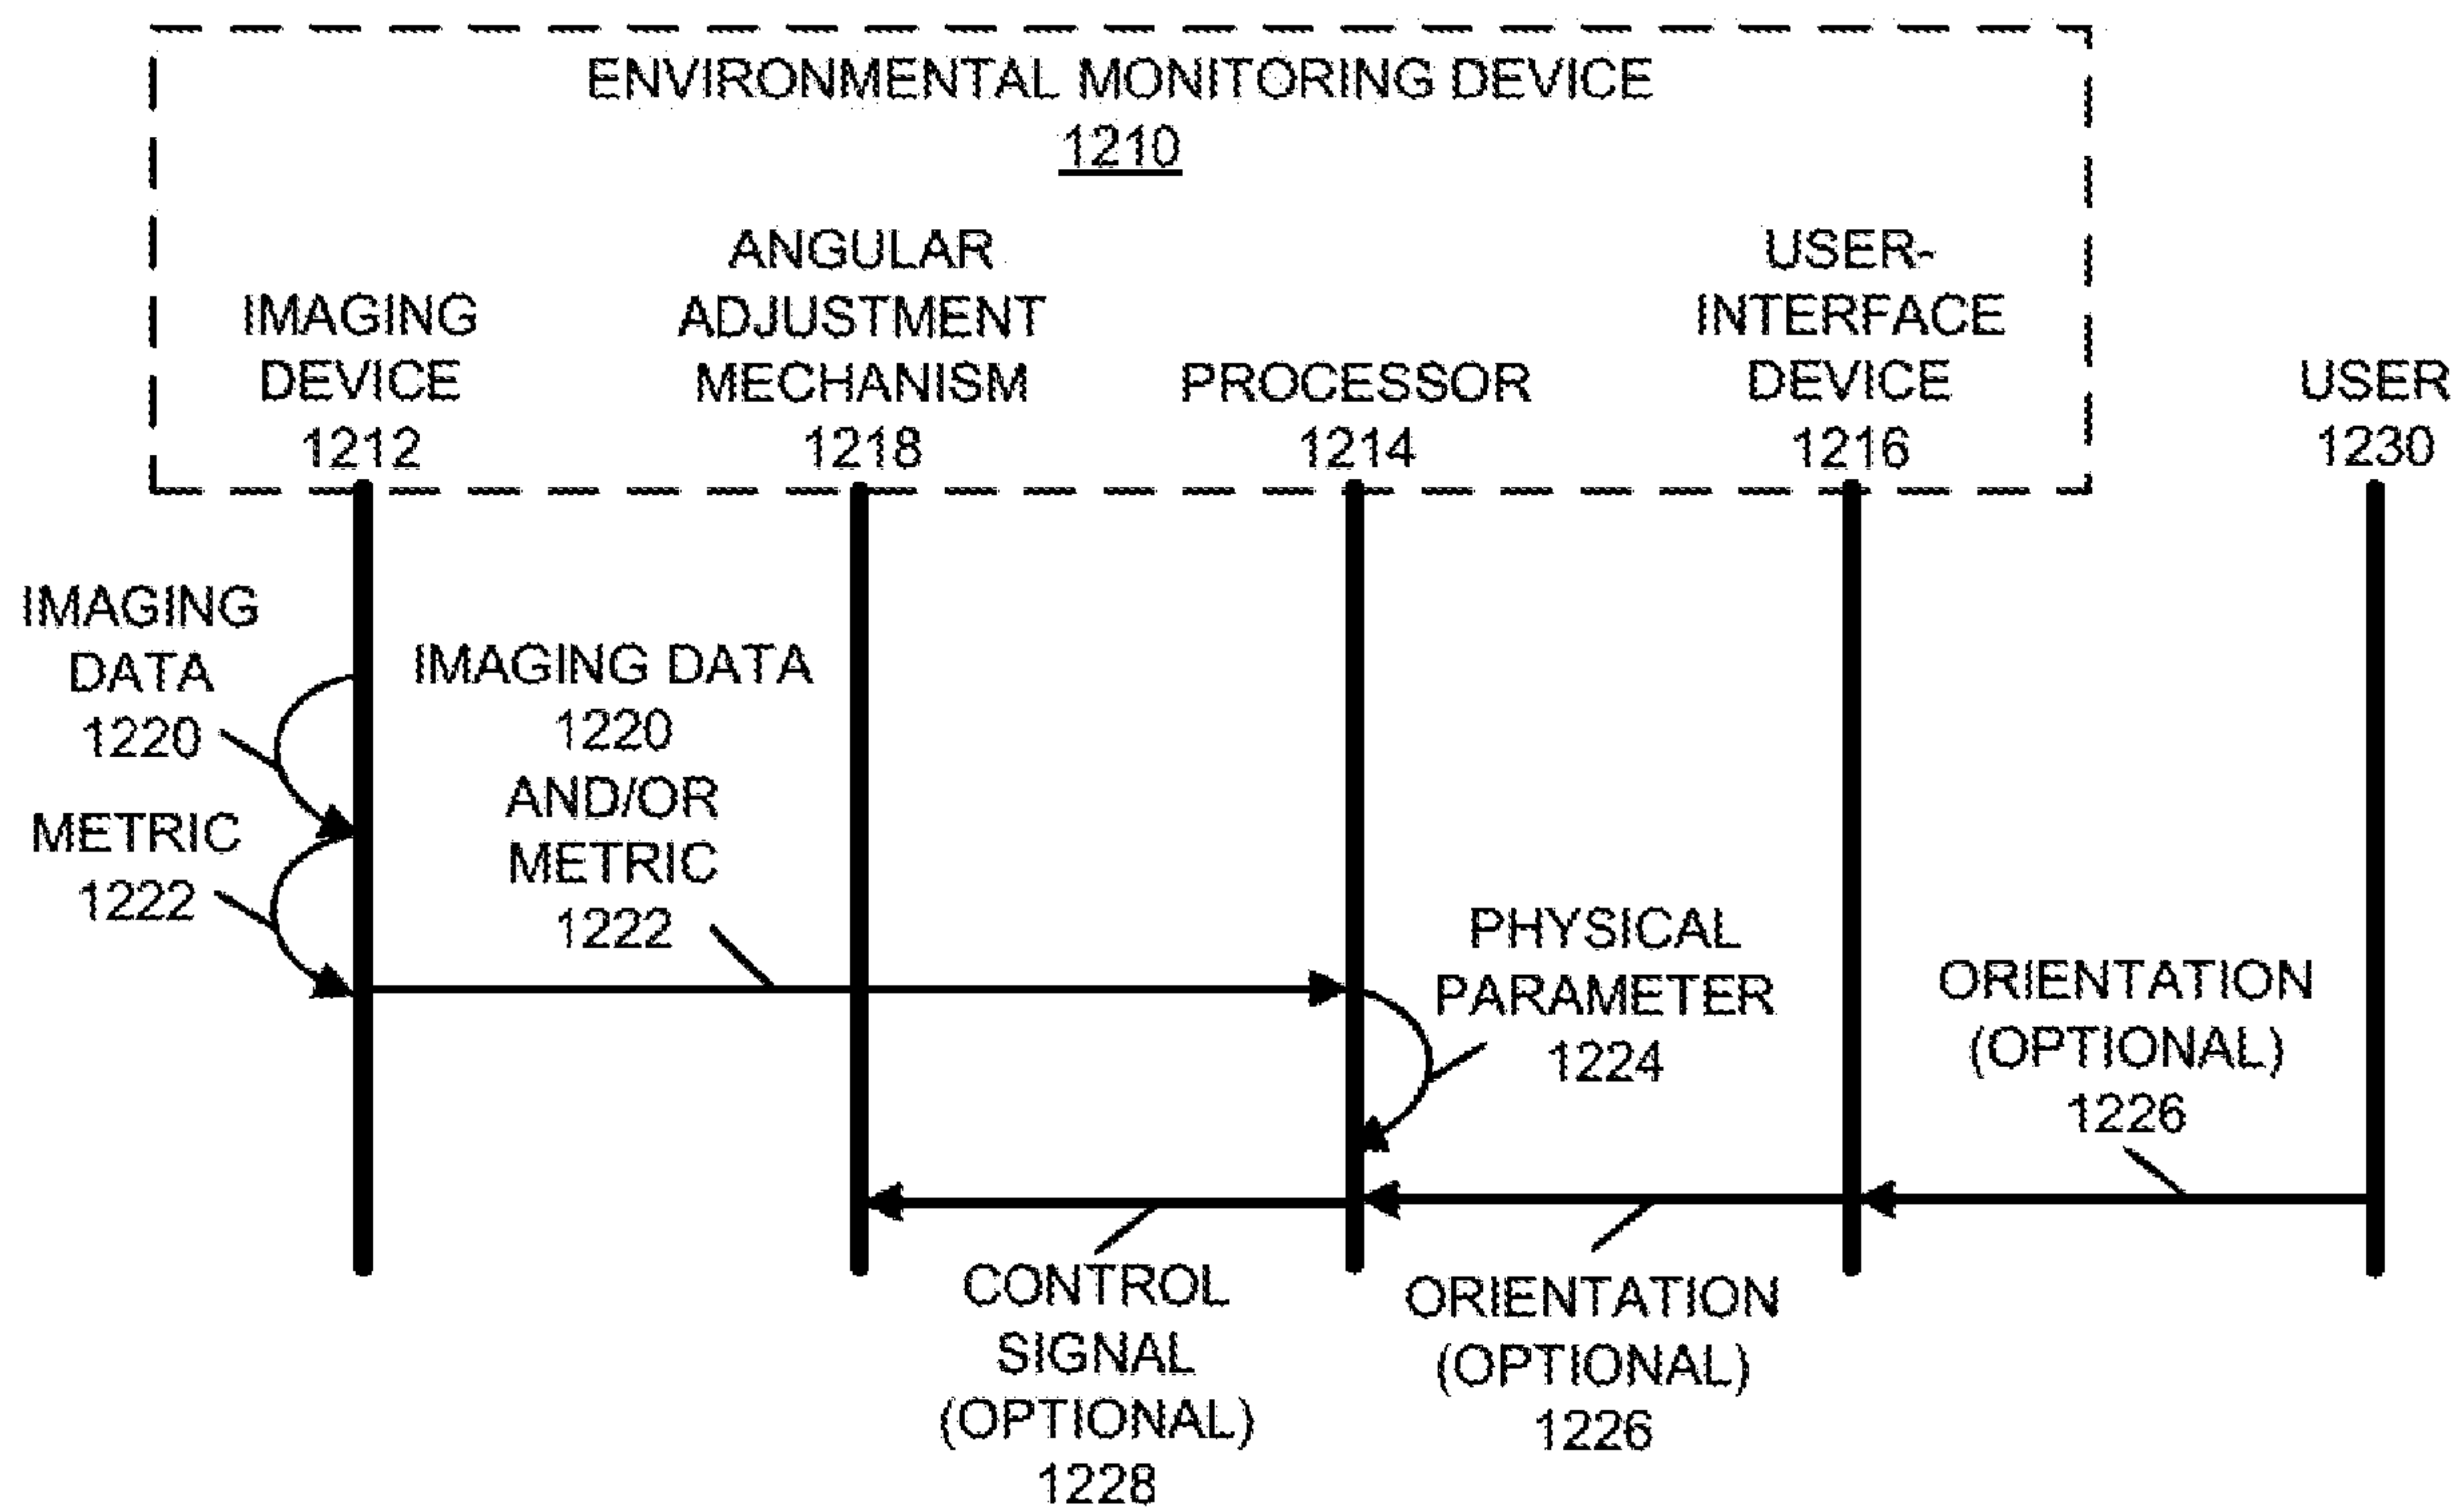 ENVIRONMENTAL MONITORING DEVICE
1210
IMAGING
DEVICE
1212
ANGULAR
ADJUSTMENT
MECHANISM
1218
PROCESSOR
1214
USER-
INTERFACE
DEVICE
1216
USER
1230
IMAGING
DATA
1220
METRIC
1222
IMAGING DATA
1220
AND/OR
METRIC
1222
PHYSICAL
PARAMETER
1224
ORIENTATION
(OPTIONAL)
1226
CONTROL
SIGNAL
(OPTIONAL)
1228
ORIENTATION
(OPTIONAL)
1226